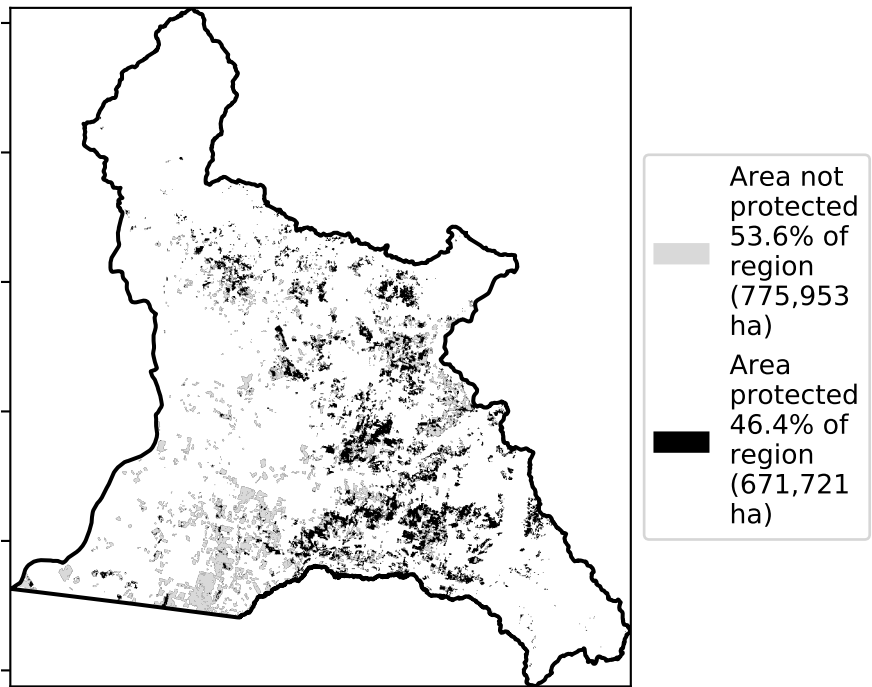 Area not
protected
53.6% of
region
(775,953
ha)
Area
protected
46.4% of
region
(671,721
ha)